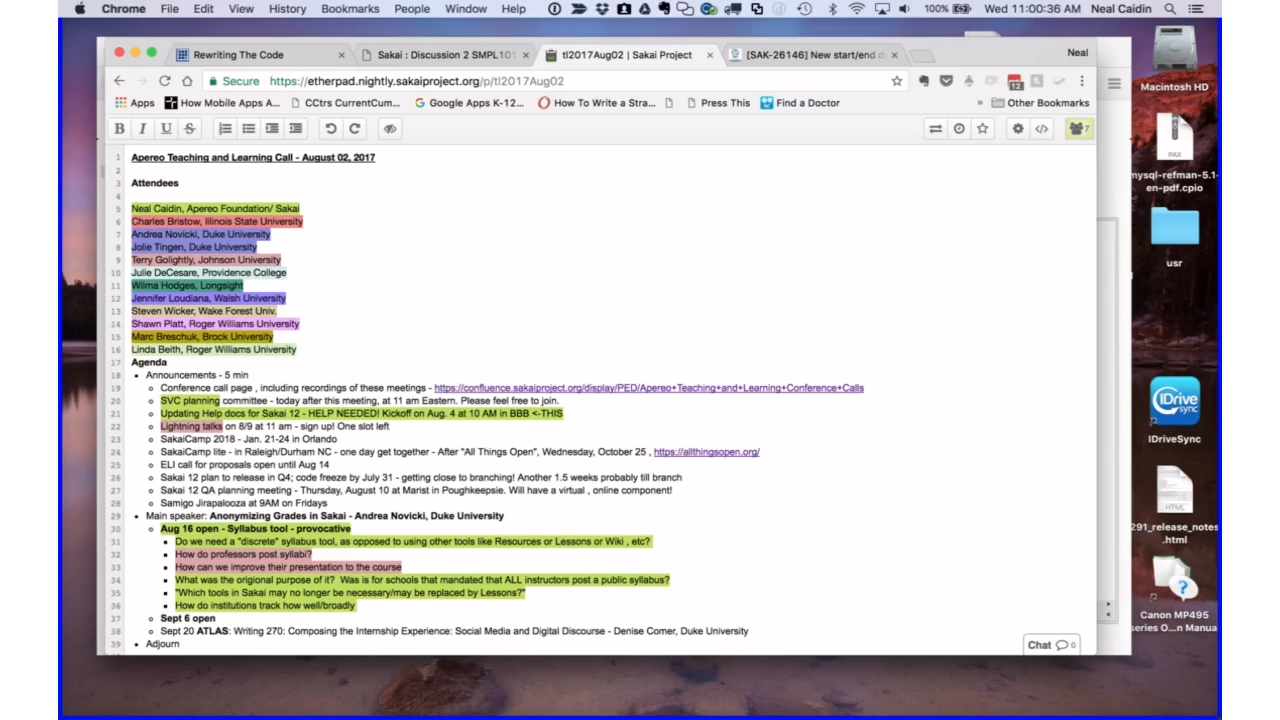 Chrome File Edit View History Bookmarks People Window Help 100% Wed 11:00:36 AM Neal Caidin
Rewriting The Code × Sakai : Discussion 2 SMPL101 × tl2017Aug02 | Sakai Project × [SAK-26146] New start/end d × Neal
Secure https://etherpad.nightly.sakaiproject.org/p/tl2017Aug02 12
Apps How Mobile Apps A... CCtrs CurrentCum... Google Apps K-12... How To Write a Stra... Press This Find a Doctor » Other Bookmarks
B I U S 7
1 Apereo Teaching and Learning Call - August 02, 2017
2
3 Attendees
4
5 Neal Caidin, Apereo Foundation/ Sakai
6 Charles Bristow, Illinois State University
7 Andrea Novicki, Duke University
8 Jolie Tingen, Duke University
9 Terry Golightly, Johnson University
10 Julie DeCesare, Providence College
11 Wilma Hodges, Longsight
12 Jennifer Loudiana, Walsh University
13 Steven Wicker, Wake Forest Univ.
14 Shawn Platt, Roger Williams University
15 Marc Breschuk, Brock University
16 Linda Beith, Roger Williams University
17 Agenda
18 • Announcements - 5 min
19 Conference call page , including recordings of these meetings - https://confluence.sakaiproject.org/display/PED/Apereo+Teaching+and+Learning+Conference+Calls
20 SVC planning committee - today after this meeting, at 11 am Eastern. Please feel free to join.
21 Updating Help docs for Sakai 12 - HELP NEEDED! Kickoff on Aug. 4 at 10 AM in BBB <-THIS
22 Lightning talks on 8/9 at 11 am - sign up! One slot left
23 SakaiCamp 2018 - Jan. 21-24 in Orlando
24 SakaiCamp lite - in Raleigh/Durham NC - one day get together - After "All Things Open", Wednesday, October 25 , https://allthingsopen.org/
25 ELI call for proposals open until Aug 14
26 Sakai 12 plan to release in Q4; code freeze by July 31 - getting close to branching! Another 1.5 weeks probably till branch
27 Sakai 12 QA planning meeting - Thursday, August 10 at Marist in Poughkeepsie. Will have a virtual , online component!
28 Samigo Jirapalooza at 9AM on Fridays
29 • Main speaker: Anonymizing Grades in Sakai - Andrea Novicki, Duke University
30 Aug 16 open - Syllabus tool - provocative
31 Do we need a "discrete" syllabus tool, as opposed to using other tools like Resources or Lessons or Wiki , etc?
32 How do professors post syllabi?
33 How can we improve their presentation to the course
34 What was the origional purpose of it? Was is for schools that mandated that ALL instructors post a public syllabus?
35 "Which tools in Sakai may no longer be necessary/may be replaced by Lessons?"
36 How do institutions track how well/broadly
37 Sept 6 open
38 Sept 20 ATLAS: Writing 270: Composing the Internship Experience: Social Media and Digital Discourse - Denise Comer, Duke University
39 • Adjourn
Chat 0
Macintosh HD
PAX
mysql-refman-5.1-
en-pdf.cpio
usr
IDrive
sync
IDriveSync
HTML
291_release_notes
.html
Canon MP495
series O...n Manua